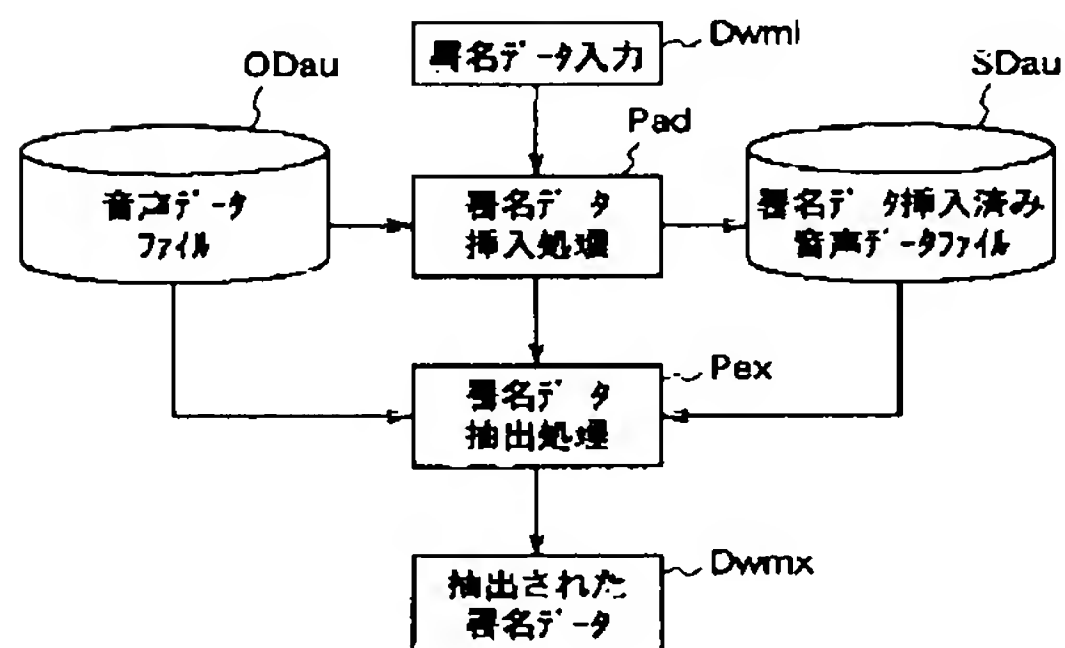 署名データ入力
Dwmi
ODau
SDau
Pad
音声データ
ファイル
署名データ
挿入処理
署名データ挿入済み
音声データファイル
Pex
署名データ
抽出処理
Dwmx
抽出された
署名データ